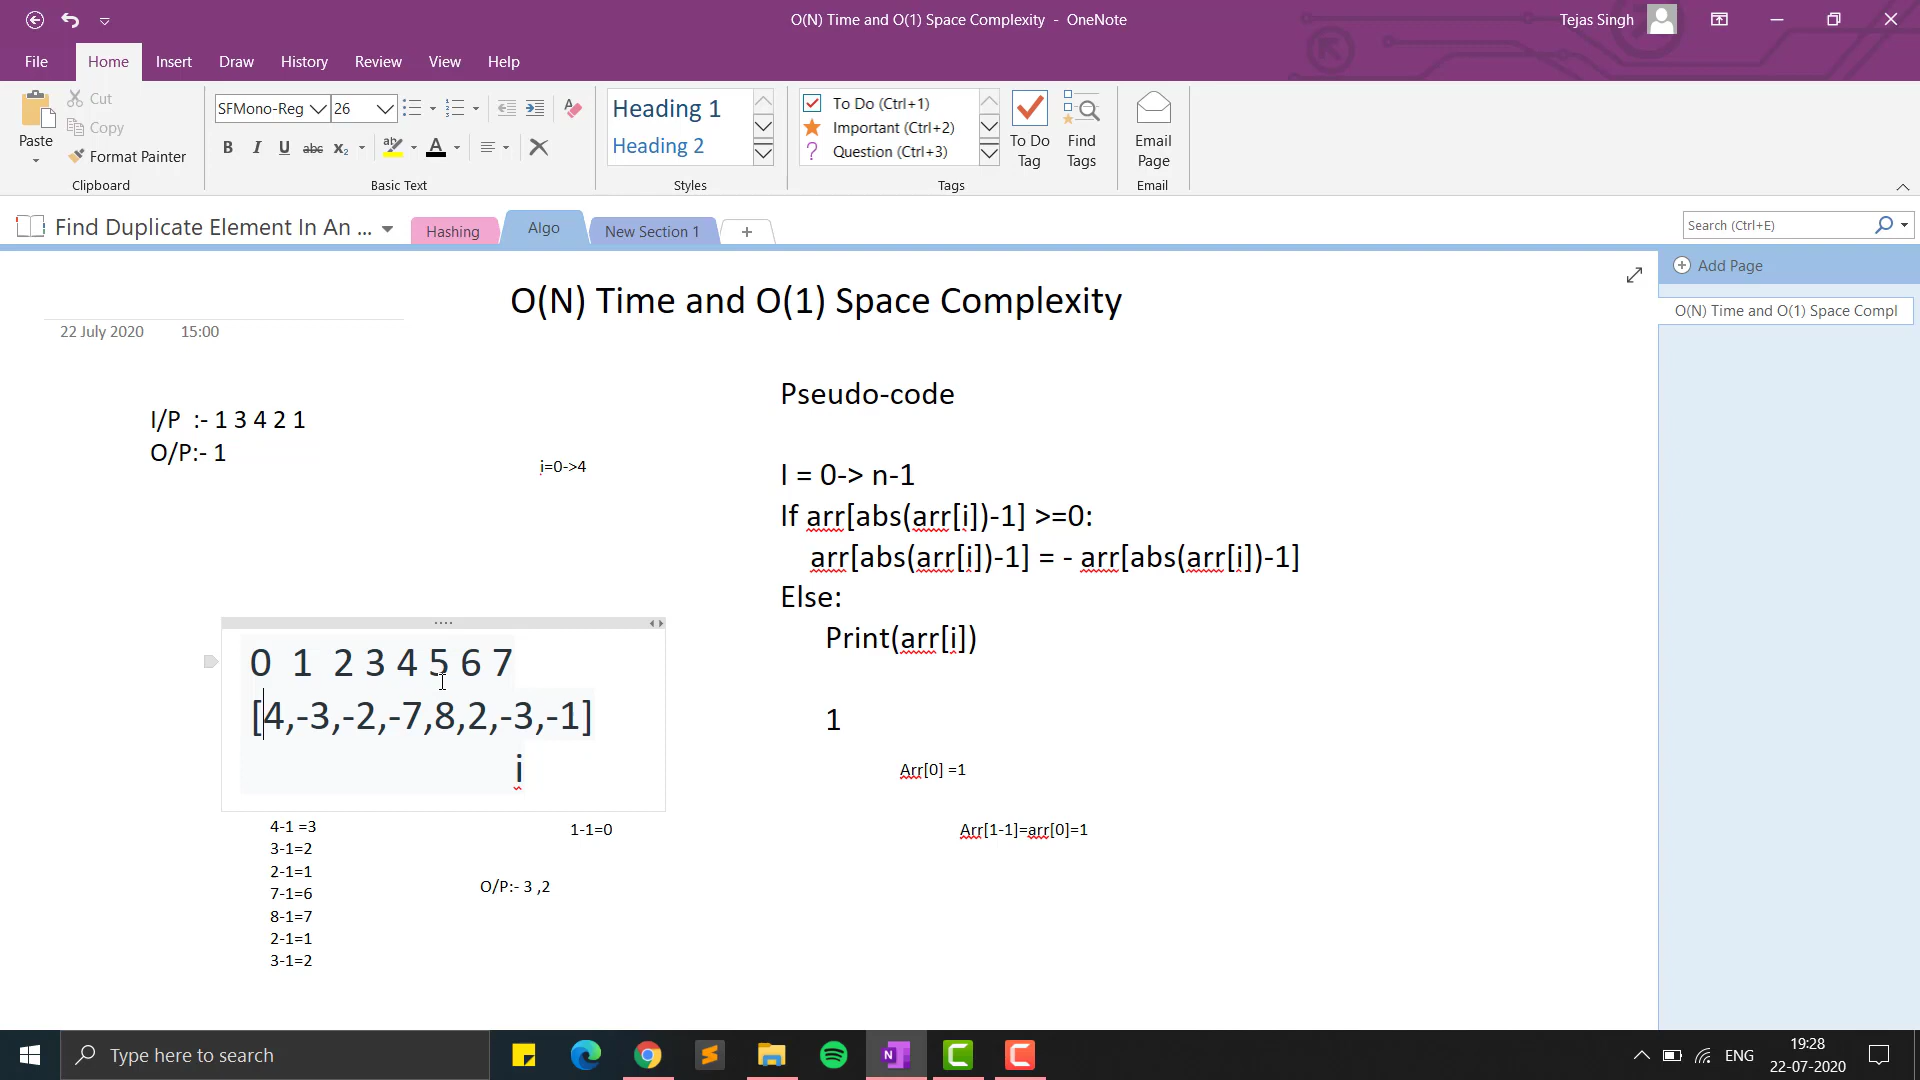 O(N) Time and O(1) Space Complexity - OneNote
Tejas Singh
File Home Insert Draw History Review View Help
Paste
Cut
Copy
Format Painter
Clipboard
SFMono-Reg 26
B I U abc X₂ ab A
Basic Text
Heading 1
Heading 2
Styles
To Do (Ctrl+1)
Important (Ctrl+2)
Question (Ctrl+3)
Tags
To Do Tag
Find Tags
Email Page
Email
Find Duplicate Element In An ...
Hashing
Algo
New Section 1
+
Search (Ctrl+E)
Add Page
O(N) Time and O(1) Space Compl
O(N) Time and O(1) Space Complexity
22 July 2020 15:00
I/P :- 1 3 4 2 1
O/P:- 1
i=0->4
Pseudo-code
I = 0-> n-1
If arr[abs(arr[i])-1] >=0:
arr[abs(arr[i])-1] = - arr[abs(arr[i])-1]
Else:
Print(arr[i])
1
Arr[0] =1
Arr[1-1]=arr[0]=1
0 1 2 3 4 5 6 7
[4,-3,-2,-7,8,2,-3,-1]
i
4-1 =3
3-1=2
2-1=1
7-1=6
8-1=7
2-1=1
3-1=2
1-1=0
O/P:- 3 ,2
Type here to search
ENG
19:28
22-07-2020